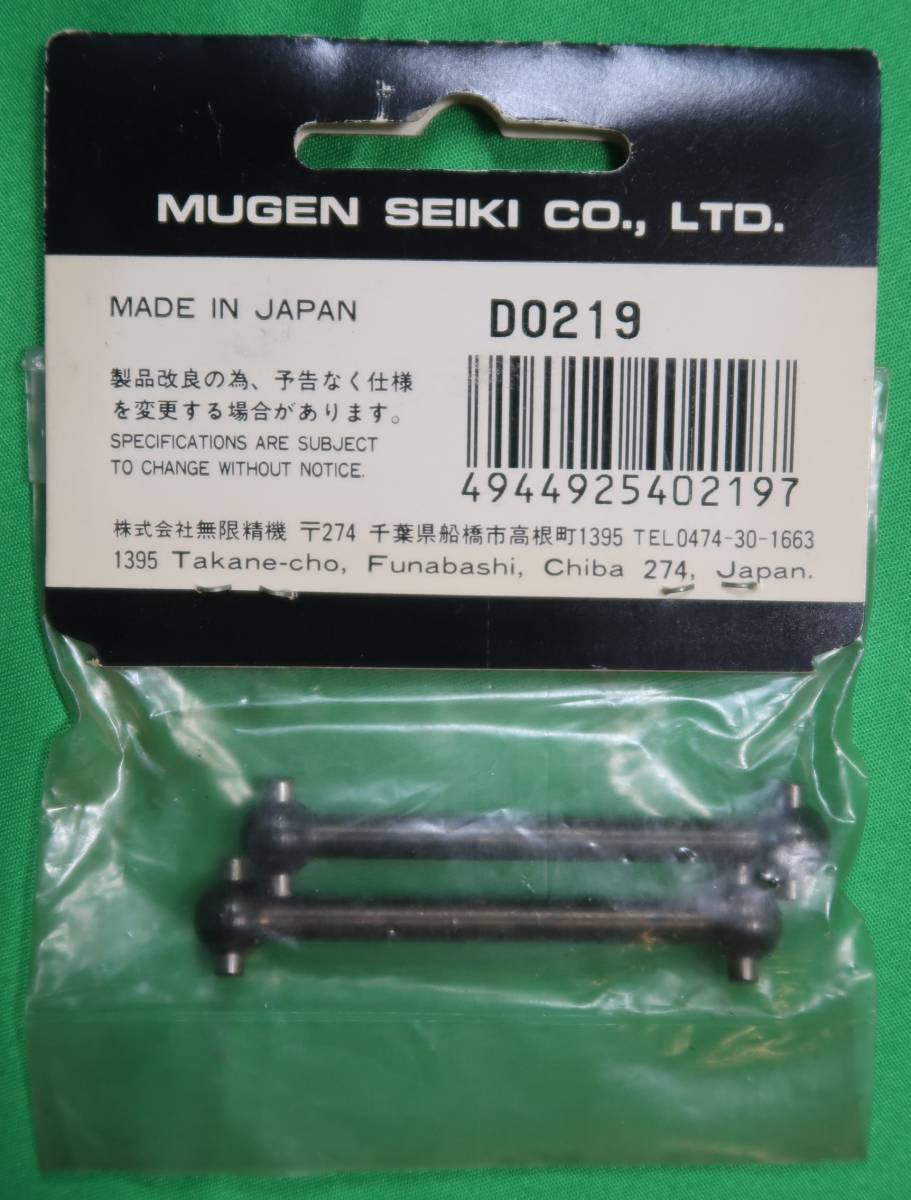 MUGEN SEIKI CO., LTD.
MADE IN JAPAN
D0219
製品改良の為、予告なく仕様
を変更する場合があります。
SPECIFICATIONS ARE SUBJECT
TO CHANGE WITHOUT NOTICE.
4944925402197
株式会社無限精機 〒274 千葉県船橋市高根町1395 TEL0474-30-1663
1395 Takane-cho, Funabashi, Chiba 274, Japan.